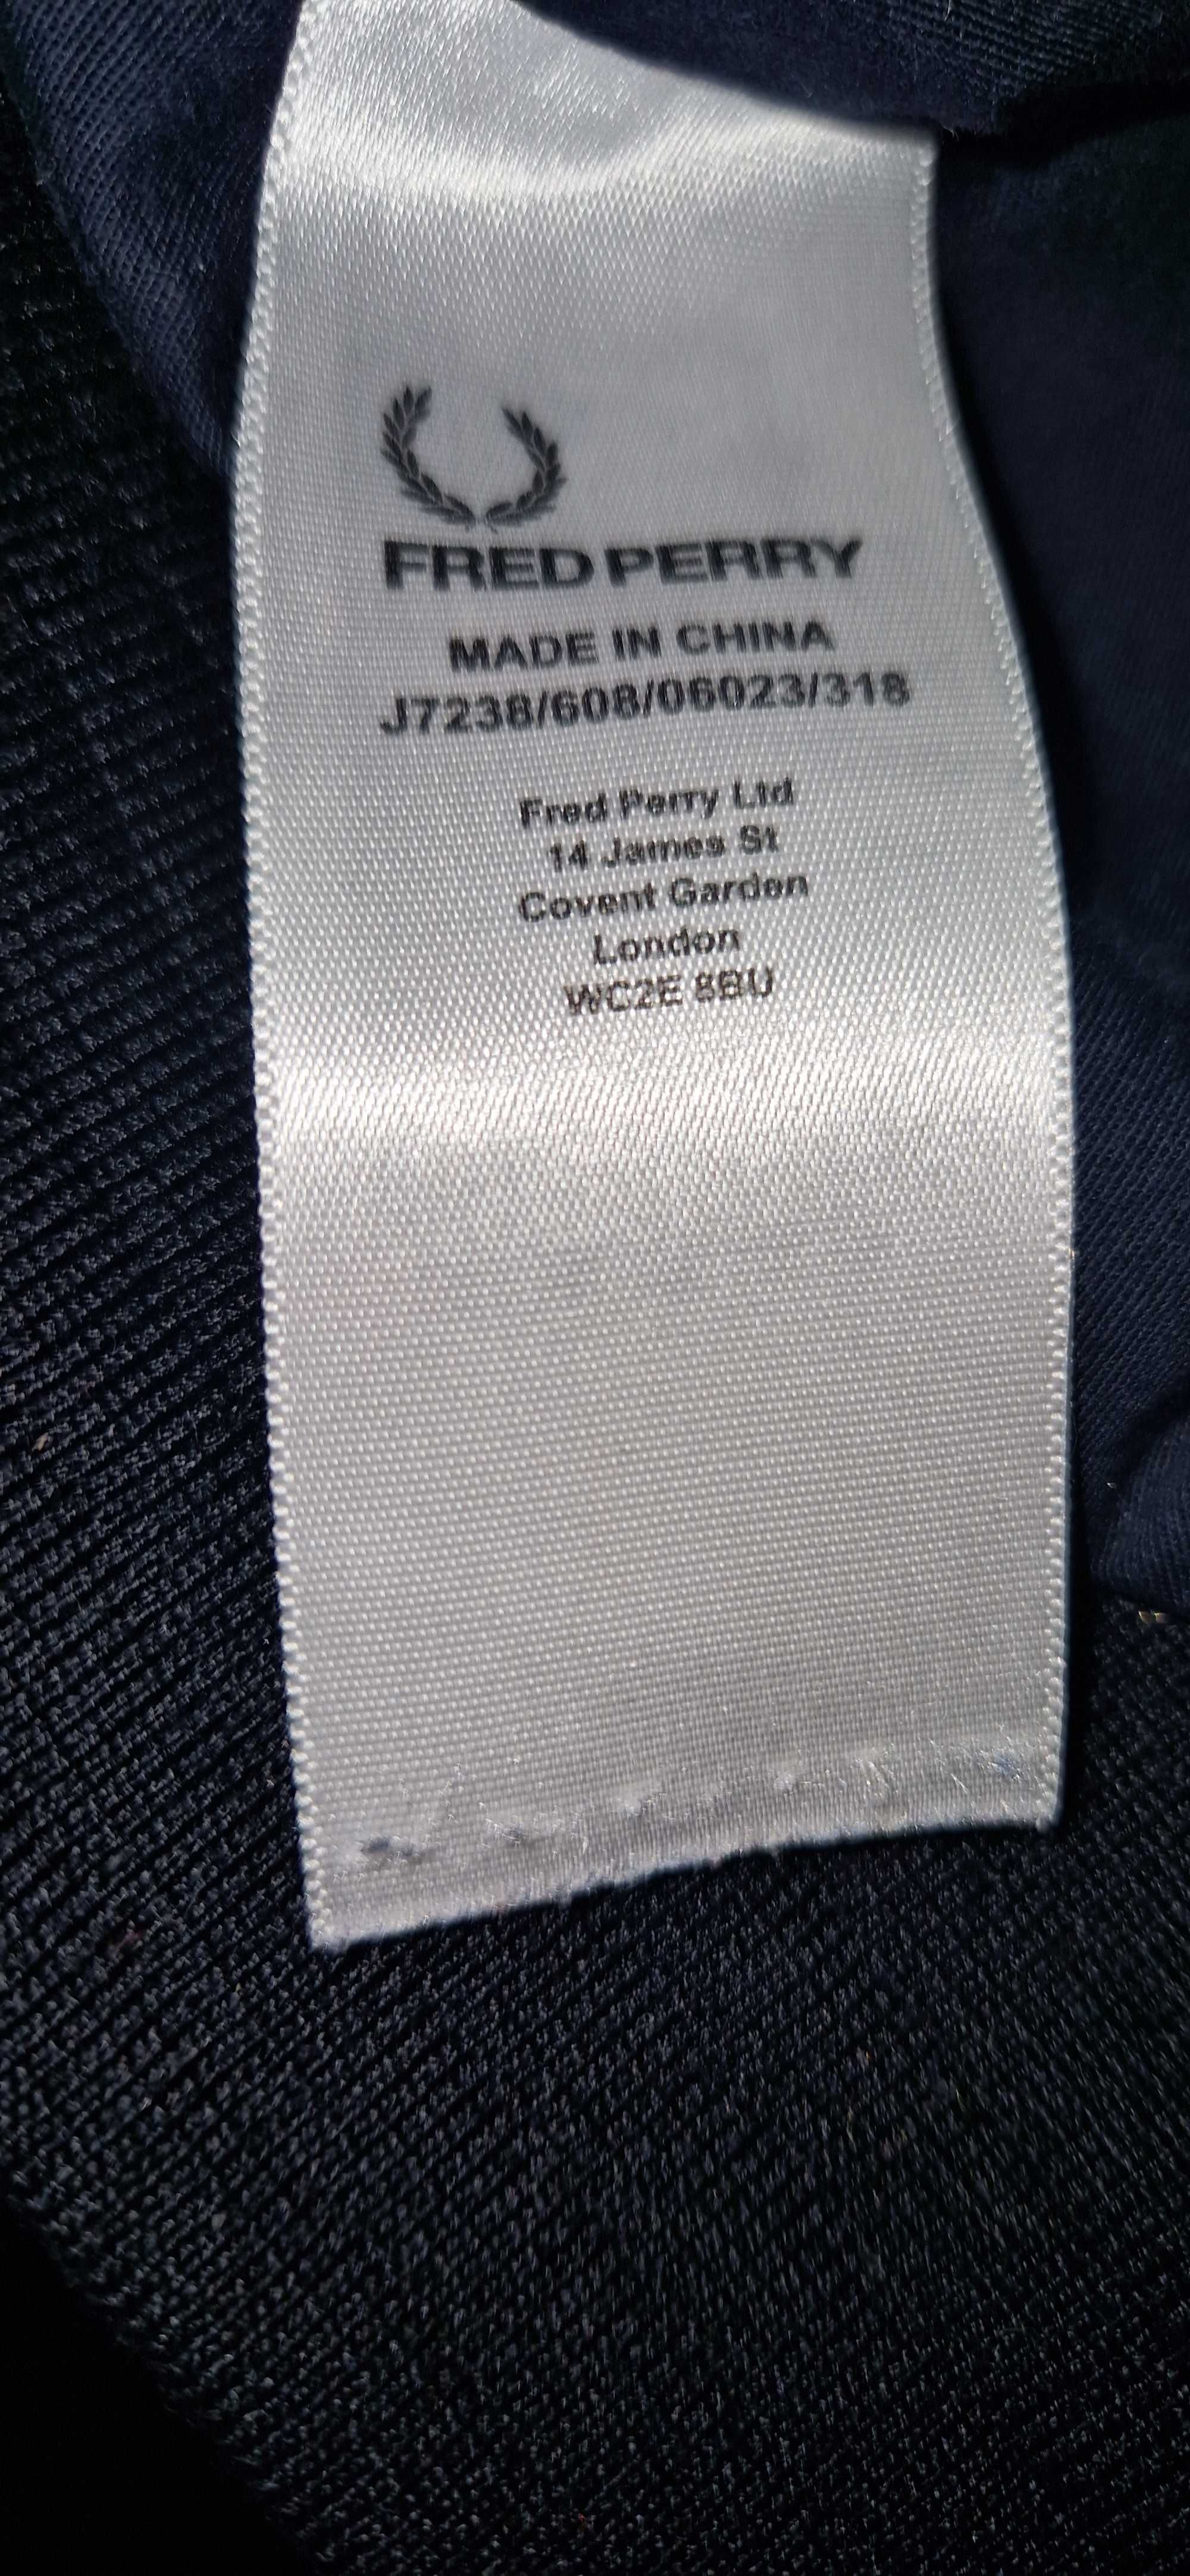 FRED PERRY
MADE IN CHINA
J7238/608/06023/318
Fred Perry Ltd
14 James St
Covent Garden
London
WC2E 8BU